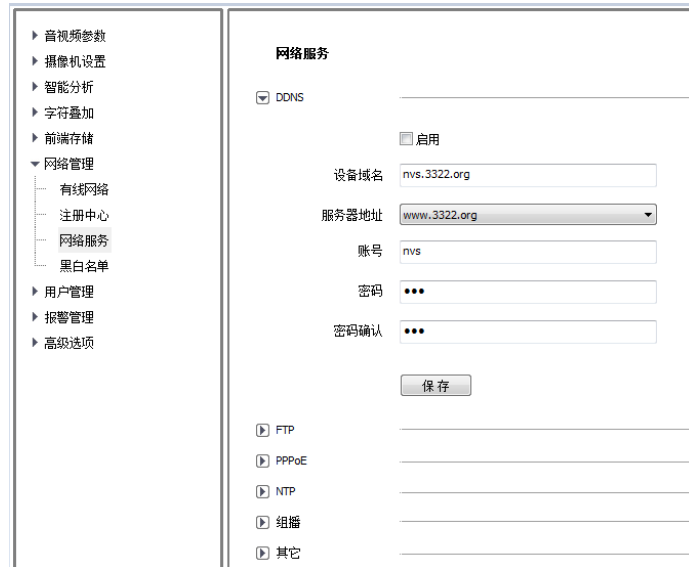 音视频参数
摄像机设置
智能分析
字符叠加
前端存储
网络管理
有线网络
注册中心
网络服务
黑白名单
用户管理
报警管理
高级选项
网络服务
DDNS
启用
设备域名 nvs.3322.org
服务器地址 www.3322.org
账号 nvs
密码 •••
密码确认 •••
保存
FTP
PPPoE
NTP
组播
其它